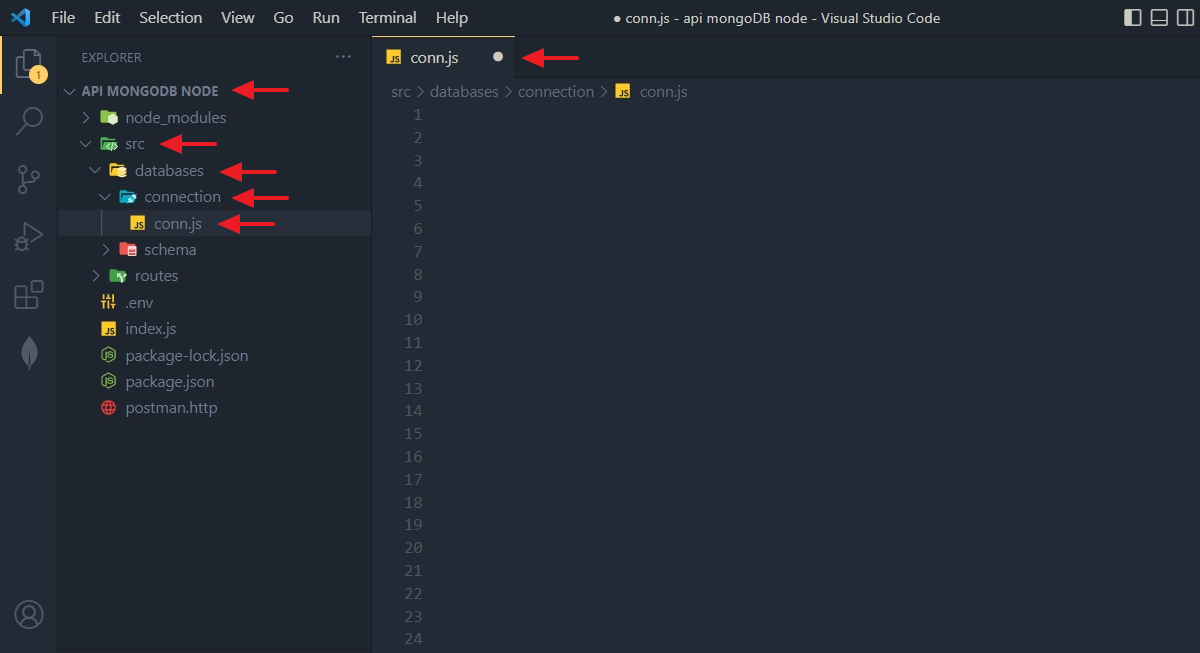 File Edit Selection View Go Run Terminal Help
● conn.js - api mongoDB node - Visual Studio Code
1
EXPLORER ···
API MONGODB NODE
node_modules
src
databases
connection
JS conn.js
schema
routes
.env
JS index.js
JS package-lock.json
JS package.json
postman.http
JS conn.js ●
src > databases > connection > JS conn.js
1
2
3
4
5
6
7
8
9
10
11
12
13
14
15
16
17
18
19
20
21
22
23
24